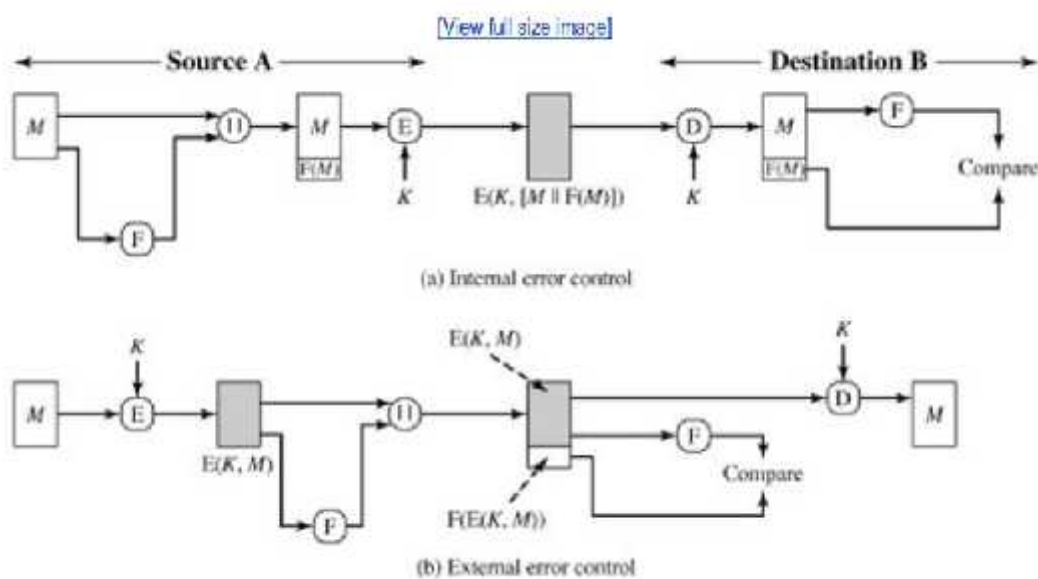 [View full size image]
Source A
Destination B
M
||
M
F(M)
E
K
E(K, [M || F(M)])
D
K
M
F(M)
F
Compare
F
(a) Internal error control
K
M
E
E(K, M)
F
||
E(K, M)
F(E(K, M))
F
Compare
K
D
M
(b) External error control